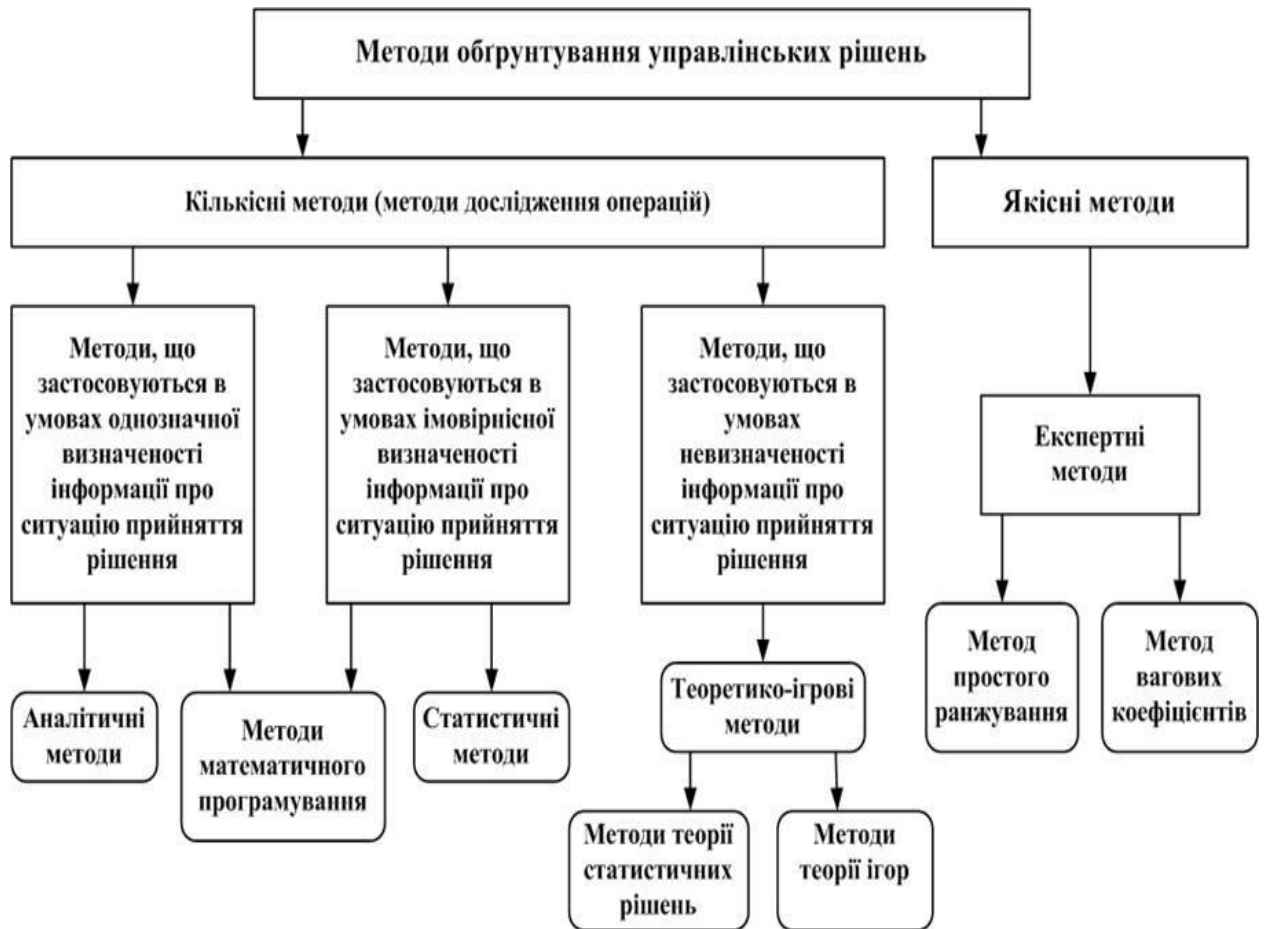 Методи обґрунтування управлінських рішень
Кількісні методи (методи дослідження операцій)
Якісні методи
Методи, що
застосовуються в
умовах однозначної
визначеності
інформації про
ситуацію прийняття
рішення
Методи, що
застосовуються в
умовах імовірнісної
визначеності
інформації про
ситуацію прийняття
рішення
Методи, що
застосовуються в
умовах
невизначеності
інформації про
ситуацію прийняття
рішення
Експертні
методи
Аналітичні
методи
Методи
математичного
програмування
Статистичні
методи
Теоретико-ігрові
методи
Метод
простого
ранжування
Метод
вагових
коефіцієнтів
Методи теорії
статистичних
рішень
Методи
теорії ігор